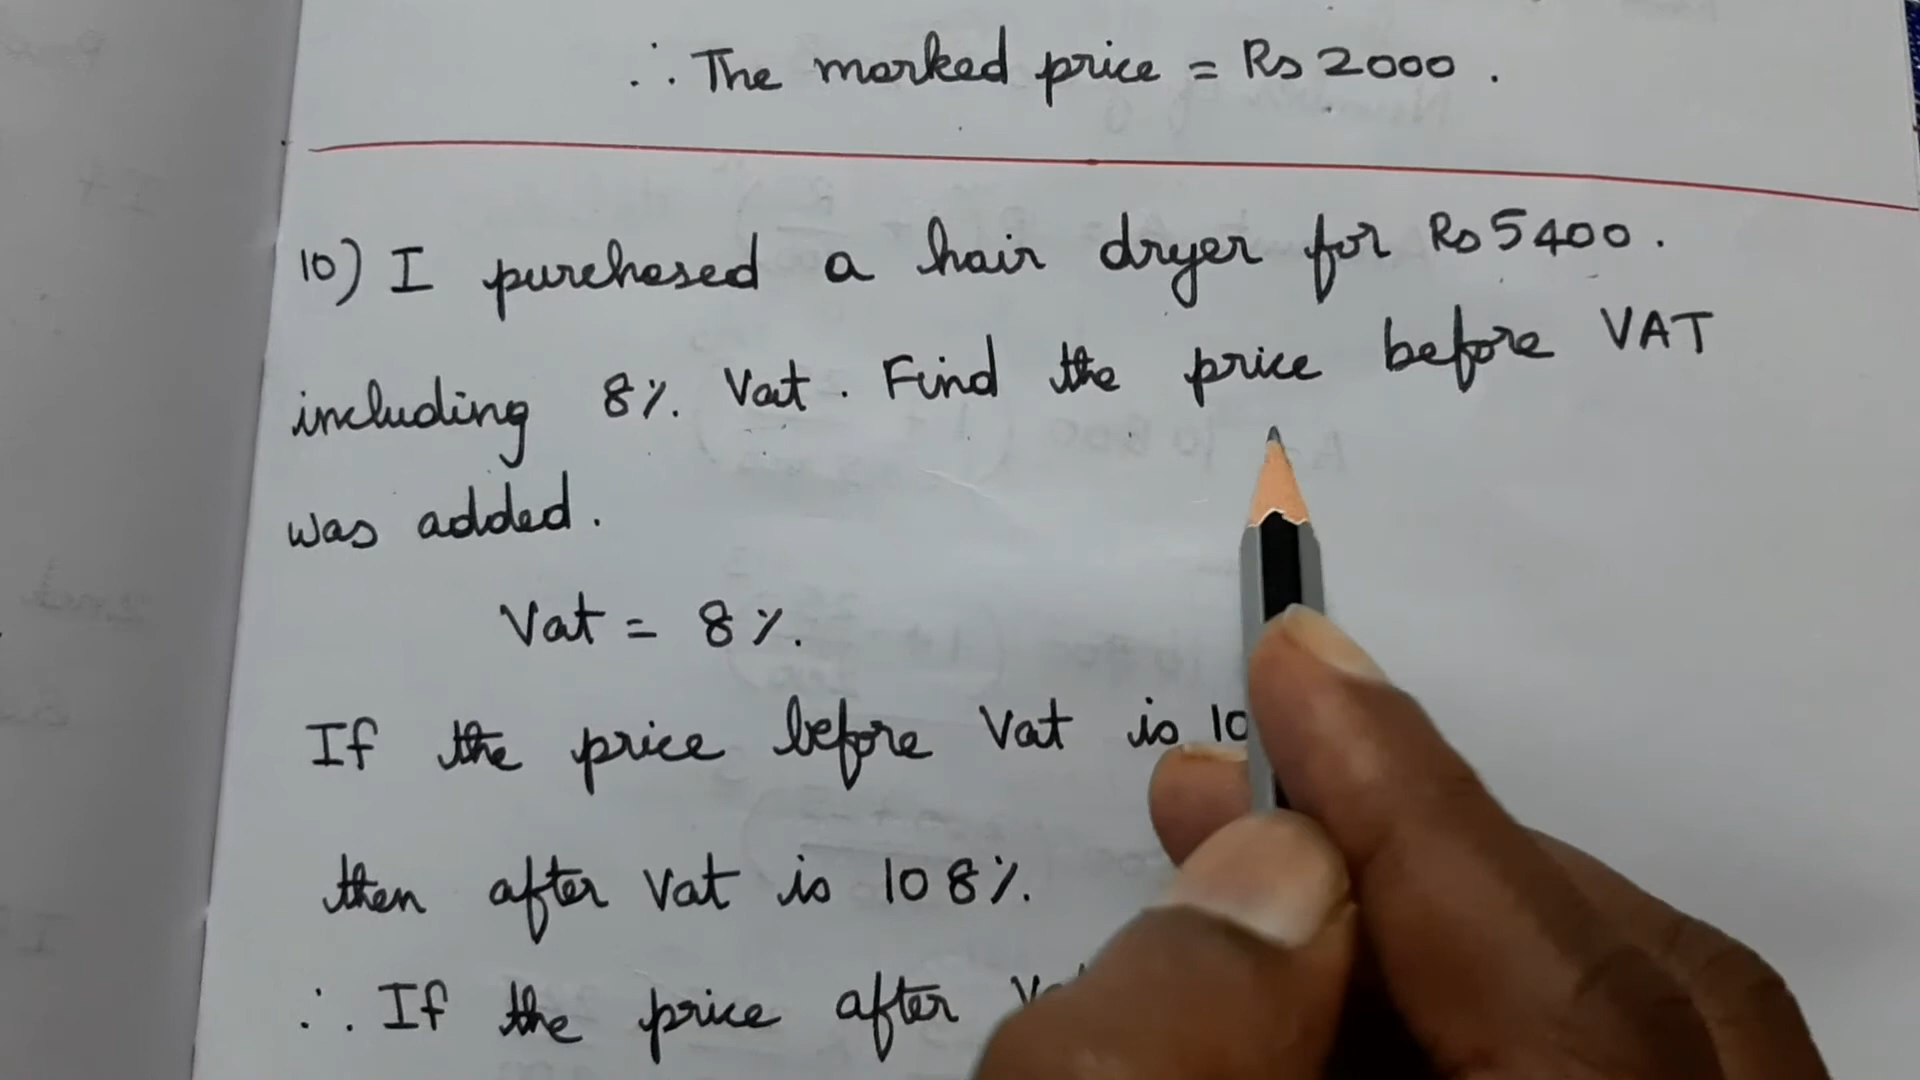 ∴ The marked price = Rs 2000.
10) I purchased a hair dryer for Rs 5400.
including 8%. Vat. Find the price before VAT
was added.
Vat = 8%.
If the price before Vat is 10
then after Vat is 108%.
∴ If the price after